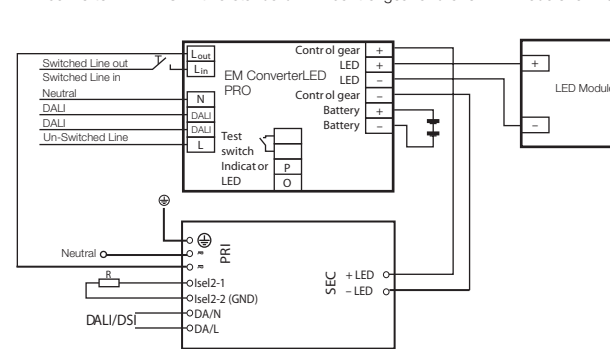 Switched Line out
Switched Line in
Neutral
DALI
DALI
Un-Switched Line
Lout
Lin
N
DALI
DALI
L
EM ConverterLED
PRO
Test
switch
Indicator
LED
P
O
Control gear
LED
LED
Control gear
Battery
Battery
+
+
–
–
+
–
+
–
LED Module
Neutral
R
DALI/DSI
PRI
Isel2-1
Isel2-2 (GND)
DA/N
DA/L
SEC
+ LED
– LED